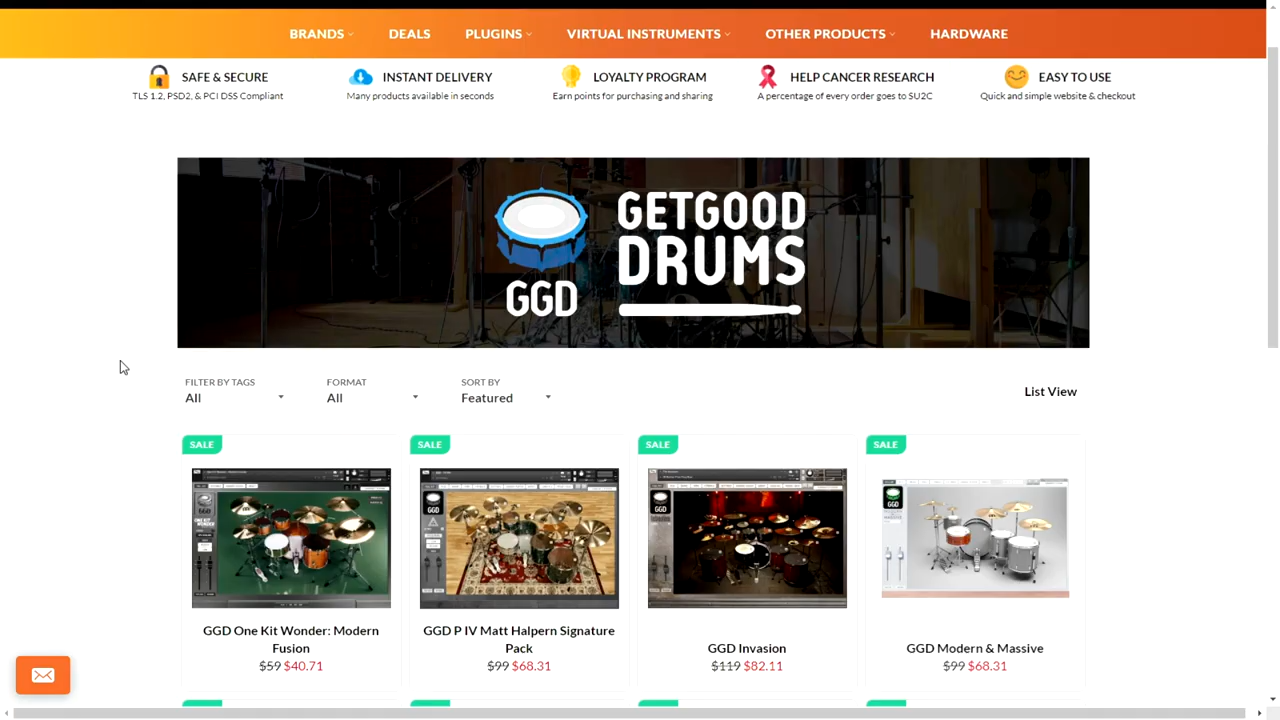 BRANDS DEALS PLUGINS VIRTUAL INSTRUMENTS OTHER PRODUCTS HARDWARE
SAFE & SECURE
TLS 1.2, PSD2, & PCI DSS Compliant
INSTANT DELIVERY
Many products available in seconds
LOYALTY PROGRAM
Earn points for purchasing and sharing
HELP CANCER RESEARCH
A percentage of every order goes to SU2C
EASY TO USE
Quick and simple website & checkout
GGD
GETGOOD
DRUMS
FILTER BY TAGS
All
FORMAT
All
SORT BY
Featured
List View
SALE
GGD One Kit Wonder: Modern
Fusion
$59 $40.71
SALE
GGD P IV Matt Halpern Signature
Pack
$99 $68.31
SALE
GGD Invasion
$119 $82.11
SALE
GGD Modern & Massive
$99 $68.31